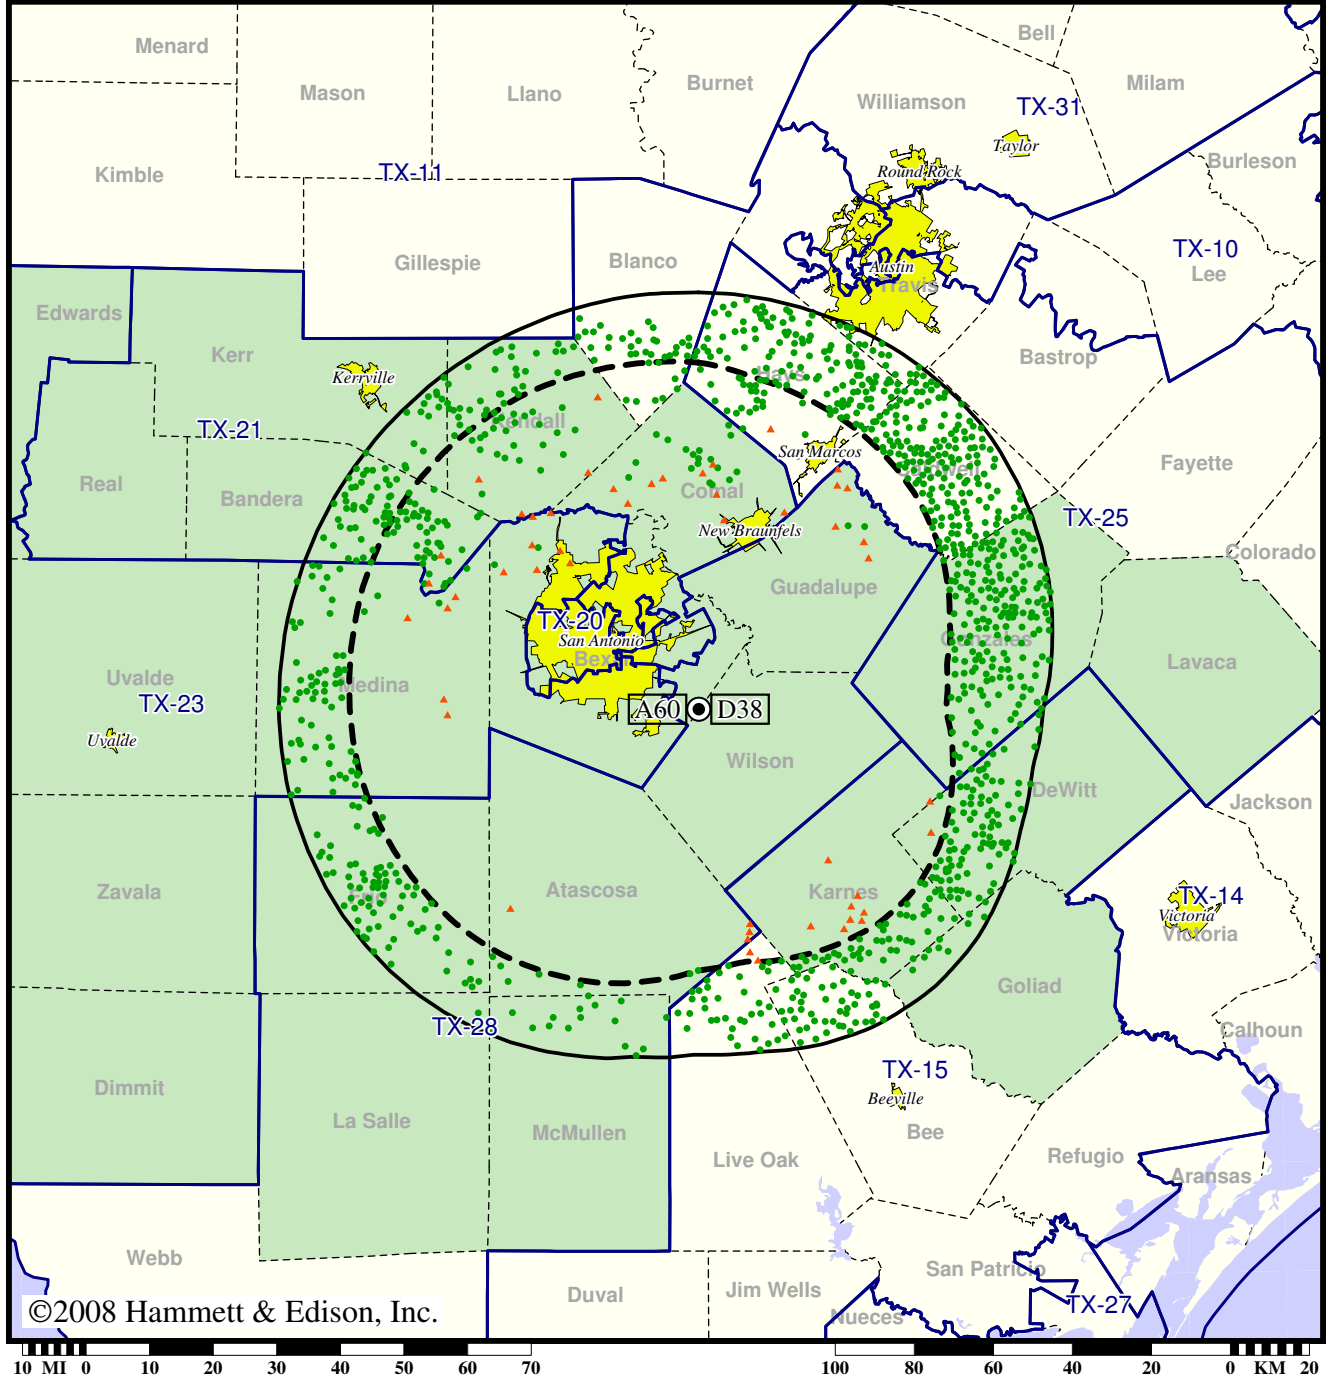 Bell
Menard
Milam
Mason
Llano
Burnet
Williamson
TX-31
Taylor
Burleson
Kimble
TX-11
Round Rock
TX-10
Gillespie
Blanco
Austin
Travis
Lee
Edwards
Kerr
Bastrop
Kerrville
Hays
Rendall
TX-21
San Marcos
Caldwell
Fayette
Real
Bandera
Comal
TX-25
New Braunfels
Colorado
Guadalupe
TX-20
San Antonio
Bexar
Gonzales
Lavaca
Uvalde
Medina
TX-23
A60
D38
Uvalde
Wilson
DeWitt
Jackson
Zavala
Frio
Atascosa
Karnes
TX-14
Victoria
Victoria
Goliad
TX-28
Calhoun
TX-15
Dimmit
Beeville
La Salle
McMullen
Bee
Live Oak
Refugio
Aransas
Webb
San Patricio
Duval
Jim Wells
TX-27
Nueces
©2008 Hammett & Edison, Inc.
10 MI 0 10 20 30 40 50 60 70
100 80 60 40 20 0 KM 20